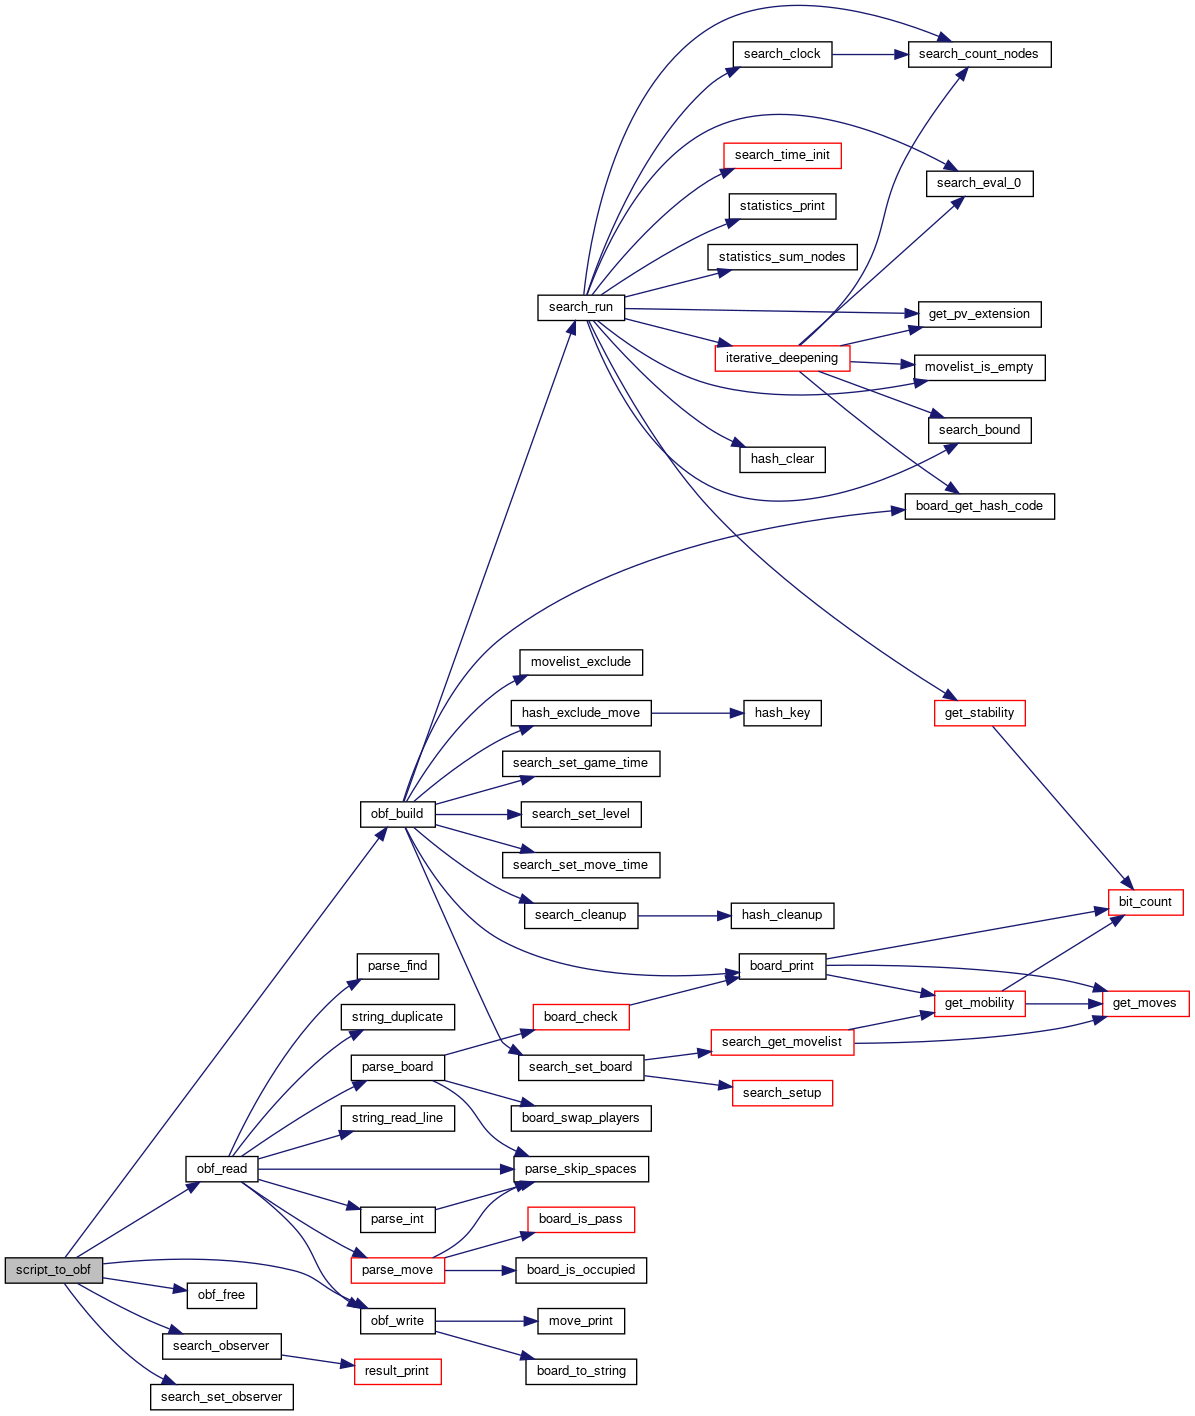 search_clock
search_count_nodes
search_time_init
search_eval_0
statistics_print
statistics_sum_nodes
search_run
get_pv_extension
iterative_deepening
movelist_is_empty
search_bound
hash_clear
board_get_hash_code
movelist_exclude
hash_exclude_move
hash_key
get_stability
search_set_game_time
obf_build
search_set_level
search_set_move_time
bit_count
search_cleanup
hash_cleanup
parse_find
board_print
string_duplicate
board_check
get_mobility
get_moves
search_get_movelist
parse_board
search_set_board
search_setup
string_read_line
board_swap_players
obf_read
parse_skip_spaces
parse_int
board_is_pass
script_to_obf
parse_move
board_is_occupied
obf_free
obf_write
move_print
search_observer
result_print
board_to_string
search_set_observer